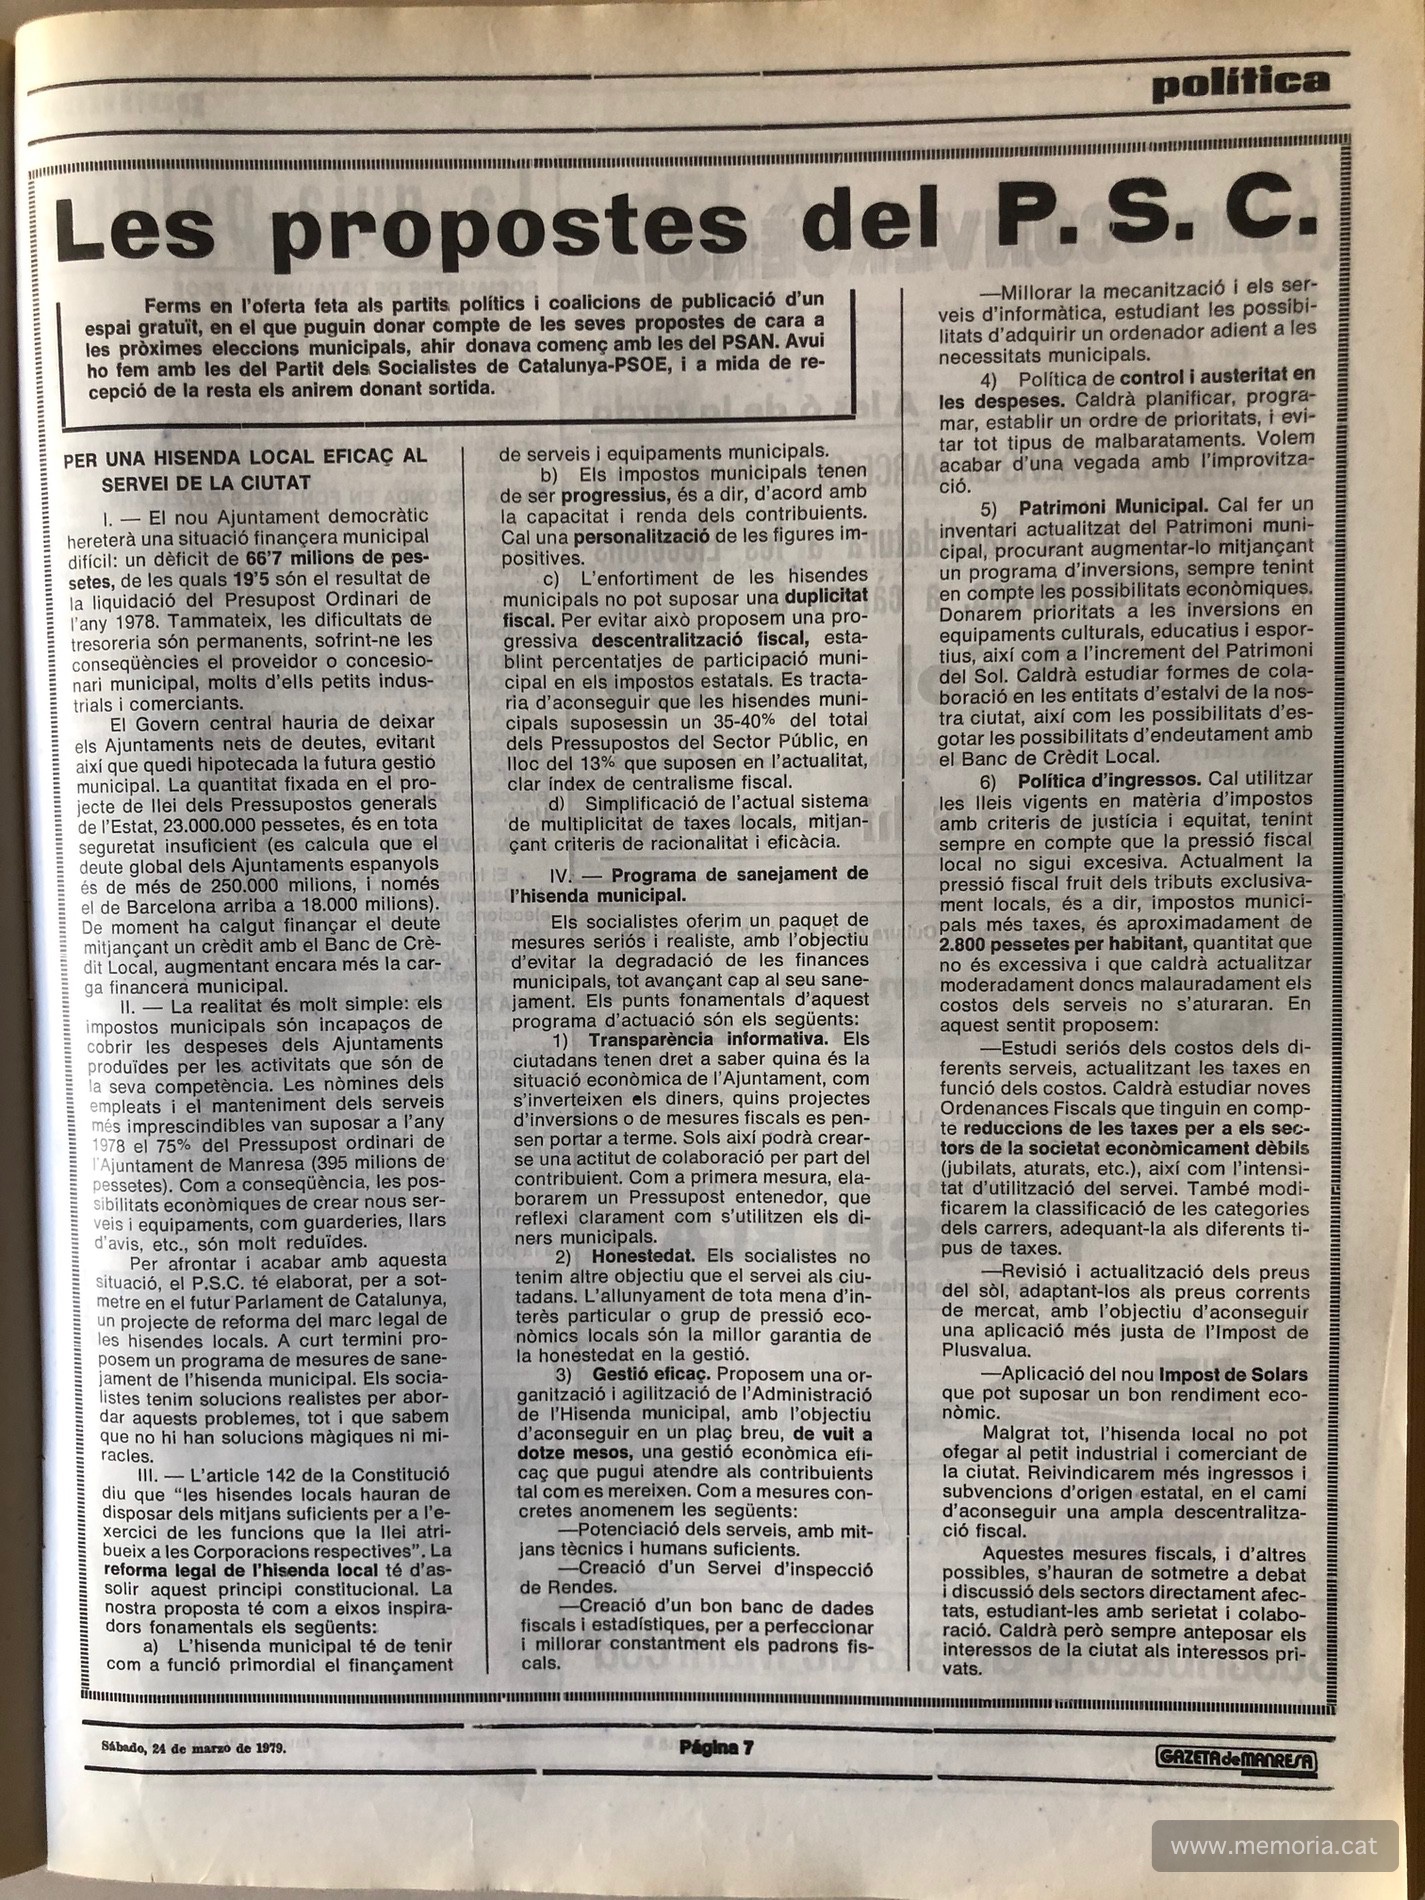 política
Les propostes del P. S. C.
Ferms en l'oferta feta als partits polítics i coalicions de publicació d'un
espai gratuït, en el que puguin donar compte de les seves propostes de cara a
les pròximes eleccions municipals, ahir donava començ amb les del PSAN. Avui
ho fem amb les del Partit dels Socialistes de Catalunya-PSOE, i a mida de re-
cepció de la resta els anirem donant sortida.
PER UNA HISENDA LOCAL EFICAÇ AL
SERVEI DE LA CIUTAT
I. — El nou Ajuntament democràtic
hereterà una situació finançera municipal
difícil: un dèficit de 66'7 milions de pes-
setes, de les quals 19'5 són el resultat de
la liquidació del Presupost Ordinari de
l'any 1978. Tammateix, les dificultats de
tresoreria són permanents, sofrint-ne les
conseqüències el proveidor o concesio-
nari municipal, molts d'ells petits indus-
trials i comerciants.
El Govern central hauria de deixar
els Ajuntaments nets de deutes, evitant
així que quedi hipotecada la futura gestió
municipal. La quantitat fixada en el pro-
jecte de llei dels Pressupostos generals
de l'Estat, 23.000.000 pessetes, és en tota
seguretat insuficient (es calcula que el
deute global dels Ajuntaments espanyols
és de més de 250.000 milions, i només
el de Barcelona arriba a 18.000 milions).
De moment ha calgut finançar el deute
mitjançant un crèdit amb el Banc de Crè-
dit Local, augmentant encara més la car-
ga financera municipal.
II. — La realitat és molt simple: els
impostos municipals són incapaços de
cobrir les despeses dels Ajuntaments
produïdes per les activitats que són de
la seva competència. Les nòmines dels
empleats i el manteniment dels serveis
més imprescindibles van suposar a l'any
1978 el 75% del Pressupost ordinari de
l'Ajuntament de Manresa (395 milions de
pessetes). Com a conseqüència, les pos-
sibilitats econòmiques de crear nous ser-
veis i equipaments, com guarderies, llars
d'avis, etc., són molt reduïdes.
Per afrontar i acabar amb aquesta
situació, el P.S.C. té elaborat, per a sot-
metre en el futur Parlament de Catalunya,
un projecte de reforma del marc legal de
les hisendes locals. A curt termini pro-
posem un programa de mesures de sane-
jament de l'hisenda municipal. Els socia-
listes tenim solucions realistes per abor-
dar aquests problemes, tot i que sabem
que no hi han solucions màgiques ni mi-
racles.
III. — L'article 142 de la Constitució
diu que "les hisendes locals hauran de
disposar dels mitjans suficients per a l'e-
xercici de les funcions que la llei atri-
bueix a les Corporacions respectives". La
reforma legal de l'hisenda local té d'as-
solir aquest principi constitucional. La
nostra proposta té com a eixos inspira-
dors fonamentals els següents:
a) L'hisenda municipal té de tenir
com a funció primordial el finançament
de serveis i equipaments municipals.
b) Els impostos municipals tenen
de ser progressius, és a dir, d'acord amb
la capacitat i renda dels contribuients.
Cal una personalització de les figures im-
positives.
c) L'enfortiment de les hisendes
municipals no pot suposar una duplicitat
fiscal. Per evitar això proposem una pro-
gressiva descentralització fiscal, esta-
blint percentatjes de participació muni-
cipal en els impostos estatals. Es tracta-
ria d'aconseguir que les hisendes muni-
cipals suposessin un 35-40% del total
dels Pressupostos del Sector Públic, en
lloc del 13% que suposen en l'actualitat,
clar índex de centralisme fiscal.
d) Simplificació de l'actual sistema
de multiplicitat de taxes locals, mitjan-
çant criteris de racionalitat i eficàcia.
IV. — Programa de sanejament de
l'hisenda municipal.
Els socialistes oferim un paquet de
mesures seriós i realiste, amb l'objectiu
d'evitar la degradació de les finances
municipals, tot avançant cap al seu sane-
jament. Els punts fonamentals d'aquest
programa d'actuació són els següents:
1) Transparència informativa. Els
ciutadans tenen dret a saber quina és la
situació econòmica de l'Ajuntament, com
s'inverteixen els diners, quins projectes
d'inversions o de mesures fiscals es pen-
sen portar a terme. Sols així podrà crear-
se una actitut de colaboració per part del
contribuient. Com a primera mesura, ela-
borarem un Pressupost entenedor, que
reflexi clarament com s'utilitzen els di-
ners municipals.
2) Honestedat. Els socialistes no
tenim altre objectiu que el servei als ciu-
tadans. L'allunyament de tota mena d'in-
terès particular o grup de pressió eco-
nòmics locals són la millor garantia de
la honestedat en la gestió.
3) Gestió eficaç. Proposem una or-
ganització i agilització de l'Administració
de l'Hisenda municipal, amb l'objectiu
d'aconseguir en un plaç breu, de vuit a
dotze mesos, una gestió econòmica efi-
caç que pugui atendre als contribuients
tal com es mereixen. Com a mesures con-
cretes anomenem les següents:
—Potenciació dels serveis, amb mit-
jans tècnics i humans suficients.
—Creació d'un Servei d'inspecció
de Rendes.
—Creació d'un bon banc de dades
fiscals i estadístiques, per a perfeccionar
i millorar constantment els padrons fis-
cals.
—Millorar la mecanització i els ser-
veis d'informàtica, estudiant les possibi-
litats d'adquirir un ordenador adient a les
necessitats municipals.
4) Política de control i austeritat en
les despeses. Caldrà planificar, progra-
mar, establir un ordre de prioritats, i evi-
tar tot tipus de malbarataments. Volem
acabar d'una vegada amb l'improvitza-
ció.
5) Patrimoni Municipal. Cal fer un
inventari actualitzat del Patrimoni muni-
cipal, procurant augmentar-lo mitjançant
un programa d'inversions, sempre tenint
en compte les possibilitats econòmiques.
Donarem prioritats a les inversions en
equipaments culturals, educatius i espor-
tius, així com a l'increment del Patrimoni
del Sol. Caldrà estudiar formes de cola-
boració en les entitats d'estalvi de la nos-
tra ciutat, així com les possibilitats d'es-
gotar les possibilitats d'endeutament amb
el Banc de Crèdit Local.
6) Política d'ingressos. Cal utilitzar
les lleis vigents en matèria d'impostos
amb criteris de justícia i equitat, tenint
sempre en compte que la pressió fiscal
local no sigui excesiva. Actualment la
pressió fiscal fruit dels tributs exclusiva-
ment locals, és a dir, impostos munici-
pals més taxes, és aproximadament de
2.800 pessetes per habitant, quantitat que
no és excessiva i que caldrà actualitzar
moderadament doncs malauradament els
costos dels serveis no s'aturaran. En
aquest sentit proposem:
—Estudi seriós dels costos dels di-
ferents serveis, actualitzant les taxes en
funció dels costos. Caldrà estudiar noves
Ordenances Fiscals que tinguin en comp-
te reduccions de les taxes per a els sec-
tors de la societat econòmicament dèbils
(jubilats, aturats, etc.), així com l'intensi-
tat d'utilització del servei. També modi-
ficarem la classificació de les categories
dels carrers, adequant-la als diferents ti-
pus de taxes.
—Revisió i actualització dels preus
del sòl, adaptant-los als preus corrents
de mercat, amb l'objectiu d'aconseguir
una aplicació més justa de l'Impost de
Plusvalua.
—Aplicació del nou Impost de Solars
que pot suposar un bon rendiment eco-
nòmic.
Malgrat tot, l'hisenda local no pot
ofegar al petit industrial i comerciant de
la ciutat. Reivindicarem més ingressos i
subvencions d'origen estatal, en el camí
d'aconseguir una ampla descentralitza-
ció fiscal.
Aquestes mesures fiscals, i d'altres
possibles, s'hauran de sotmetre a debat
i discussió dels sectors directament afec-
tats, estudiant-les amb serietat i colabo-
ració. Caldrà però sempre anteposar els
interessos de la ciutat als interessos pri-
vats.
Sábado, 24 de marzo de 1979.
Página 7
GAZETA de MANRESA
www.memoria.cat